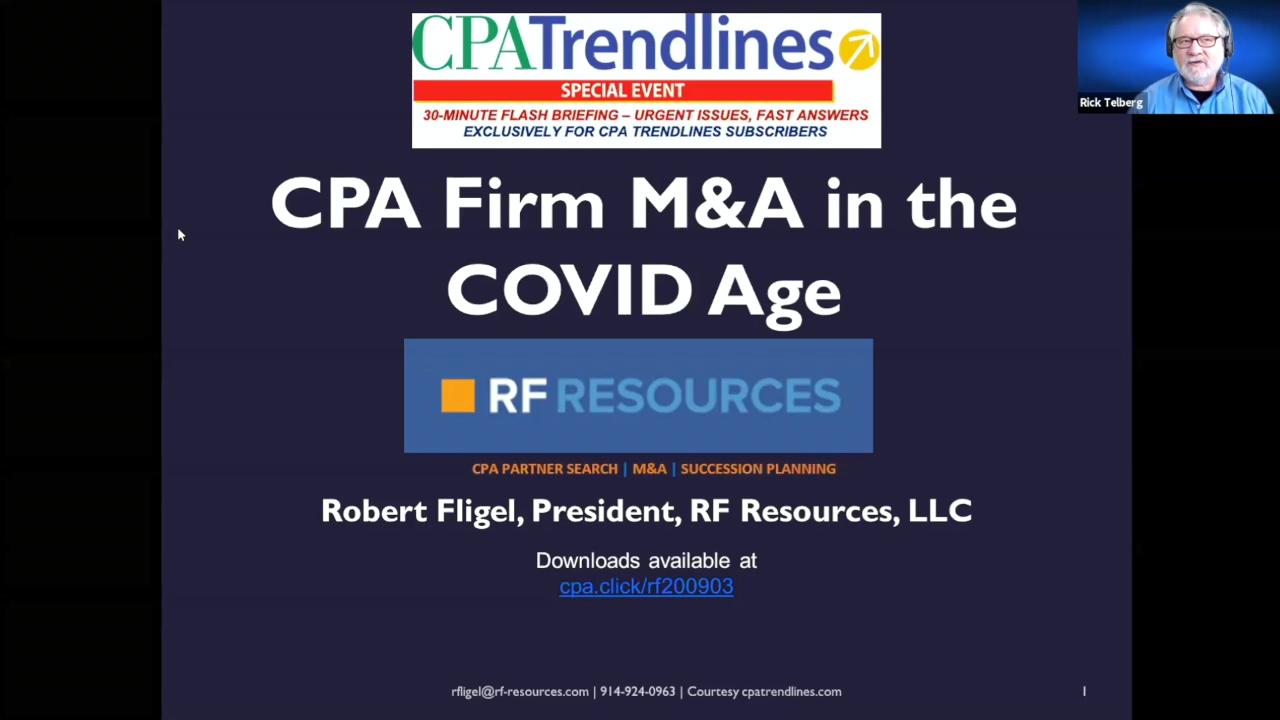 CPATrendlines
SPECIAL EVENT
30-MINUTE FLASH BRIEFING – URGENT ISSUES, FAST ANSWERS
EXCLUSIVELY FOR CPA TRENDLINES SUBSCRIBERS
Rick Telberg
CPA Firm M&A in the
COVID Age
RF RESOURCES
CPA PARTNER SEARCH | M&A | SUCCESSION PLANNING
Robert Fligel, President, RF Resources, LLC
Downloads available at
cpa.click/rf200903
rfligel@rf-resources.com | 914-924-0963 | Courtesy cpatrendlines.com
1